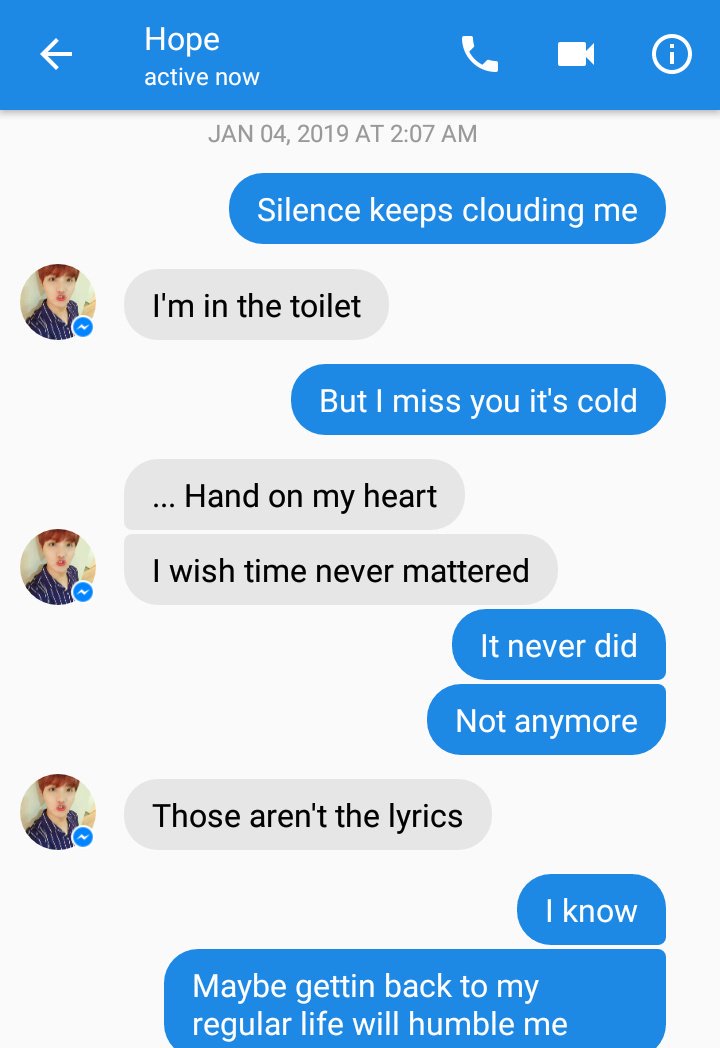 Hope
active now
JAN 04, 2019 AT 2:07 AM
Silence keeps clouding me
I'm in the toilet
But I miss you it's cold
... Hand on my heart
I wish time never mattered
It never did
Not anymore
Those aren't the lyrics
I know
Maybe gettin back to my
regular life will humble me